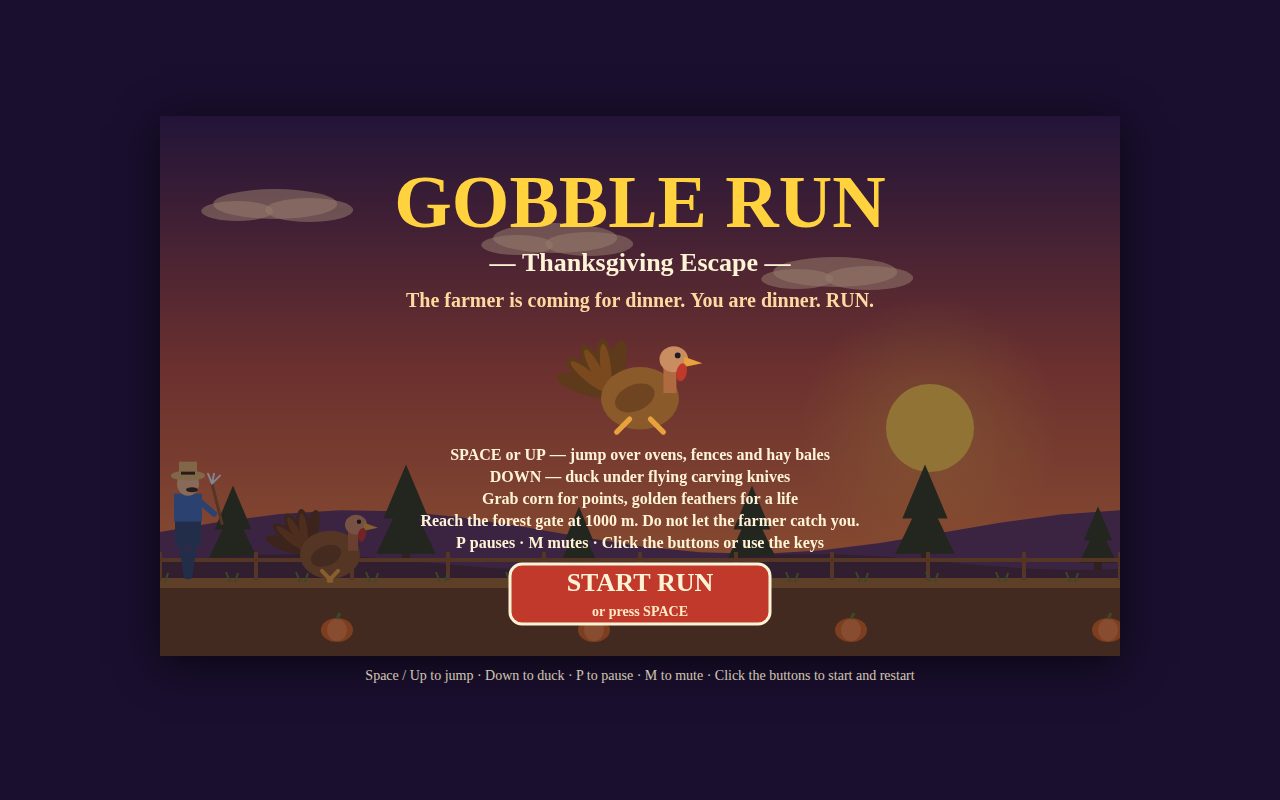 GOBBLE RUN
— Thanksgiving Escape —
The farmer is coming for dinner. You are dinner. RUN.
SPACE or UP — jump over ovens, fences and hay bales
DOWN — duck under flying carving knives
Grab corn for points, golden feathers for a life
Reach the forest gate at 1000 m. Do not let the farmer catch you.
P pauses · M mutes · Click the buttons or use the keys
START RUN
or press SPACE
Space / Up to jump · Down to duck · P to pause · M to mute · Click the buttons to start and restart